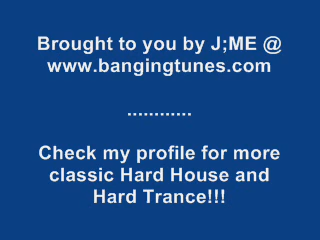 Brought to you by J;ME @
www.bangingtunes.com
............
Check my profile for more
classic Hard House and
Hard Trance!!!